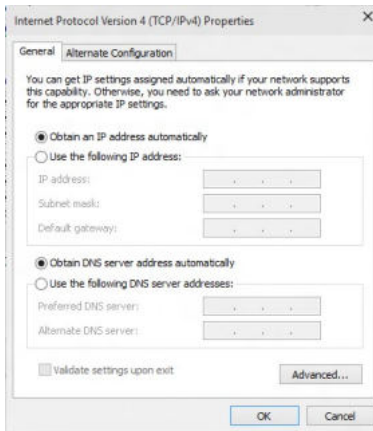 Internet Protocol Version 4 (TCP/IPv4) Properties
General
Alternate Configuration
You can get IP settings assigned automatically if your network supports
this capability. Otherwise, you need to ask your network administrator
for the appropriate IP settings.
Obtain an IP address automatically
Use the following IP address:
IP address:
Subnet mask:
Default gateway:
Obtain DNS server address automatically
Use the following DNS server addresses:
Preferred DNS server:
Alternate DNS server:
Validate settings upon exit
Advanced...
OK
Cancel